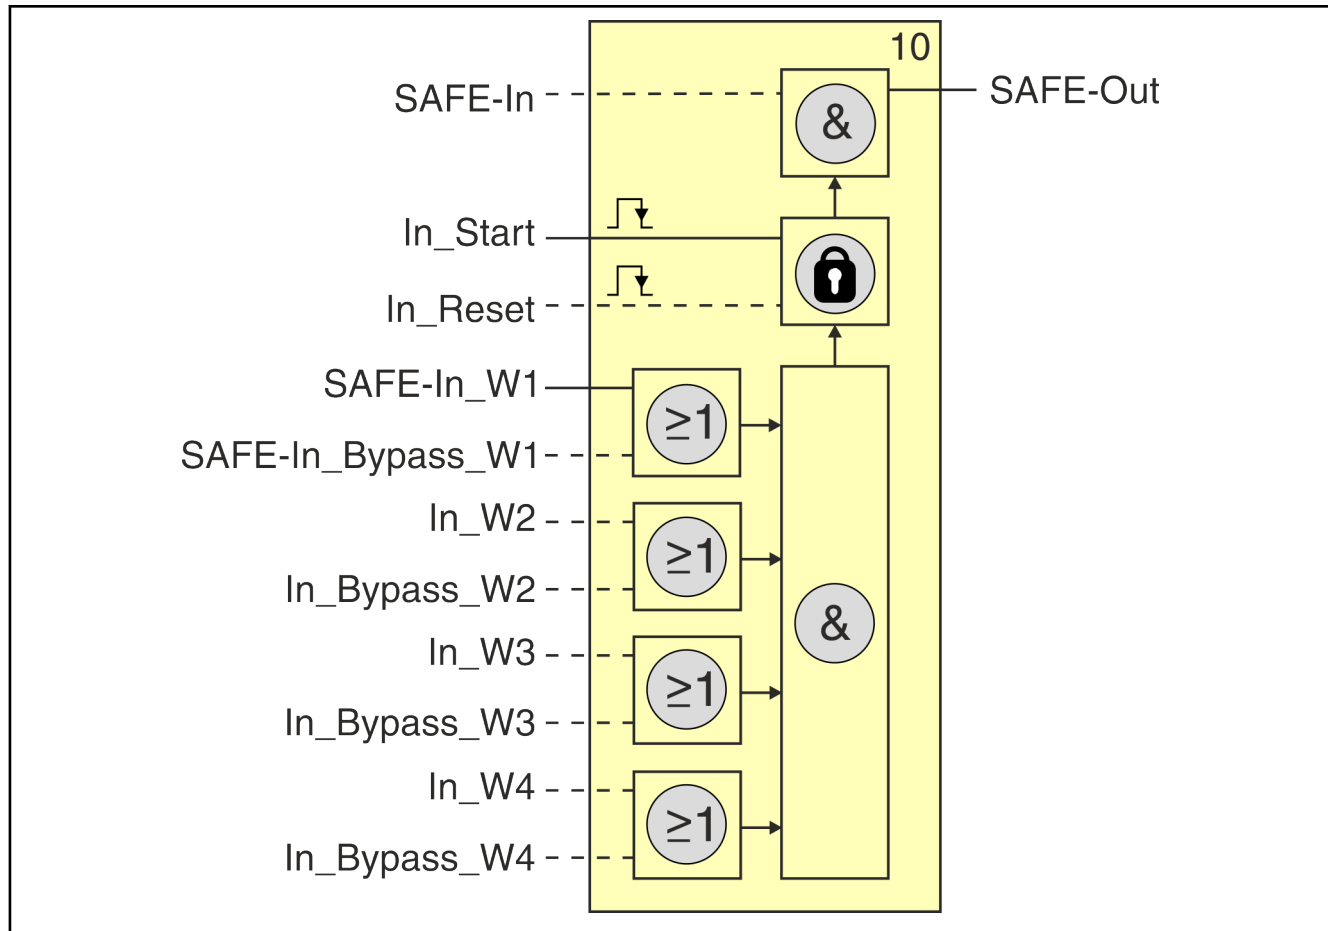 10
SAFE-In
&
SAFE-Out
In_Start
In_Reset
SAFE-In_W1
≥1
SAFE-In_Bypass_W1
In_W2
≥1
In_Bypass_W2
&
In_W3
≥1
In_Bypass_W3
In_W4
≥1
In_Bypass_W4